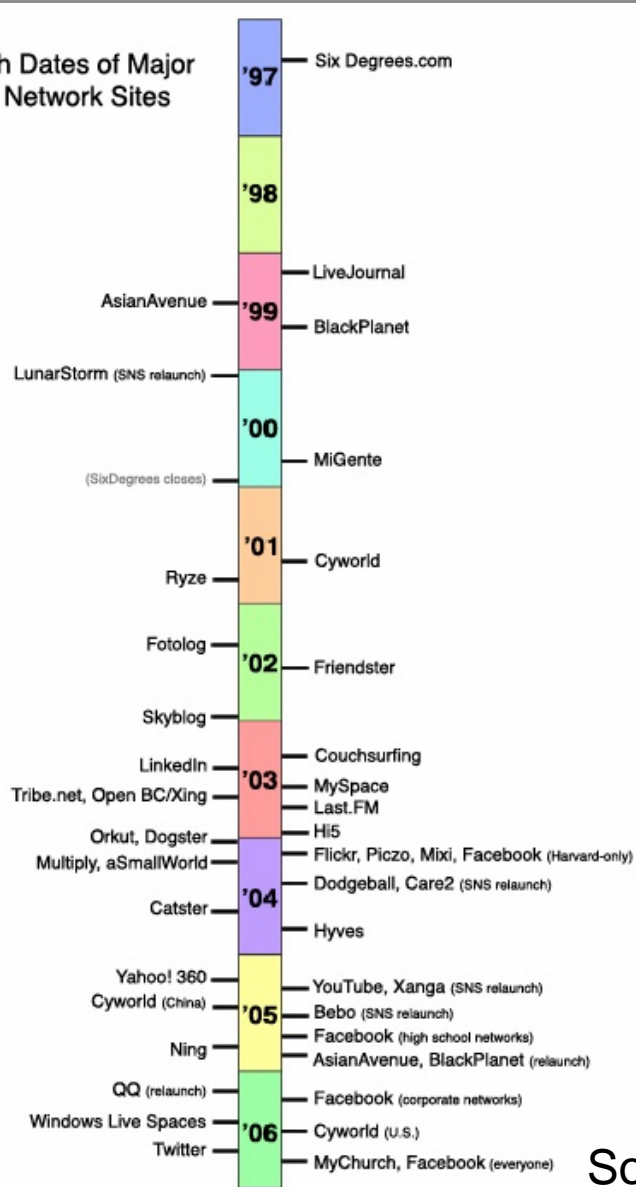 h Dates of Major
Network Sites
'97
Six Degrees.com
'98
LiveJournal
AsianAvenue
'99
BlackPlanet
LunarStorm (SNS relaunch)
'00
MiGente
(SixDegrees closes)
'01
Cyworld
Ryze
Fotolog
'02
Friendster
Skyblog
Couchsurfing
LinkedIn
'03
MySpace
Tribe.net, Open BC/Xing
Last.FM
Hi5
Orkut, Dogster
Flickr, Piczo, Mixi, Facebook (Harvard-only)
Multiply, aSmallWorld
Dodgeball, Care2 (SNS relaunch)
'04
Catster
Hyves
Yahoo! 360
YouTube, Xanga (SNS relaunch)
Cyworld (China)
'05
Bebo (SNS relaunch)
Facebook (high school networks)
Ning
AsianAvenue, BlackPlanet (relaunch)
QQ (relaunch)
Facebook (corporate networks)
Windows Live Spaces
'06
Cyworld (U.S.)
Twitter
MyChurch, Facebook (everyone)
So